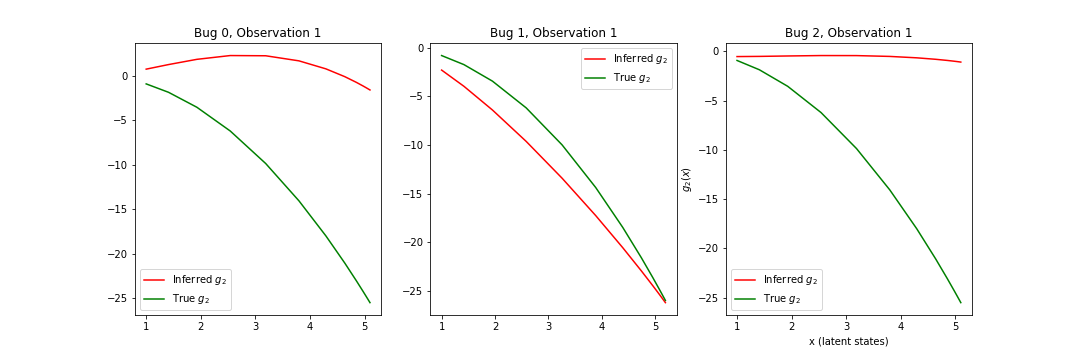 Bug 0, Observation 1
0
−5
−10
−15
−20
−25
Inferred g₂
True g₂
1 2 3 4 5
Bug 1, Observation 1
0
−5
−10
−15
−20
−25
Inferred g₂
True g₂
1 2 3 4 5
Bug 2, Observation 1
g₂(x)
0
−5
−10
−15
−20
−25
Inferred g₂
True g₂
1 2 3 4 5
x (latent states)